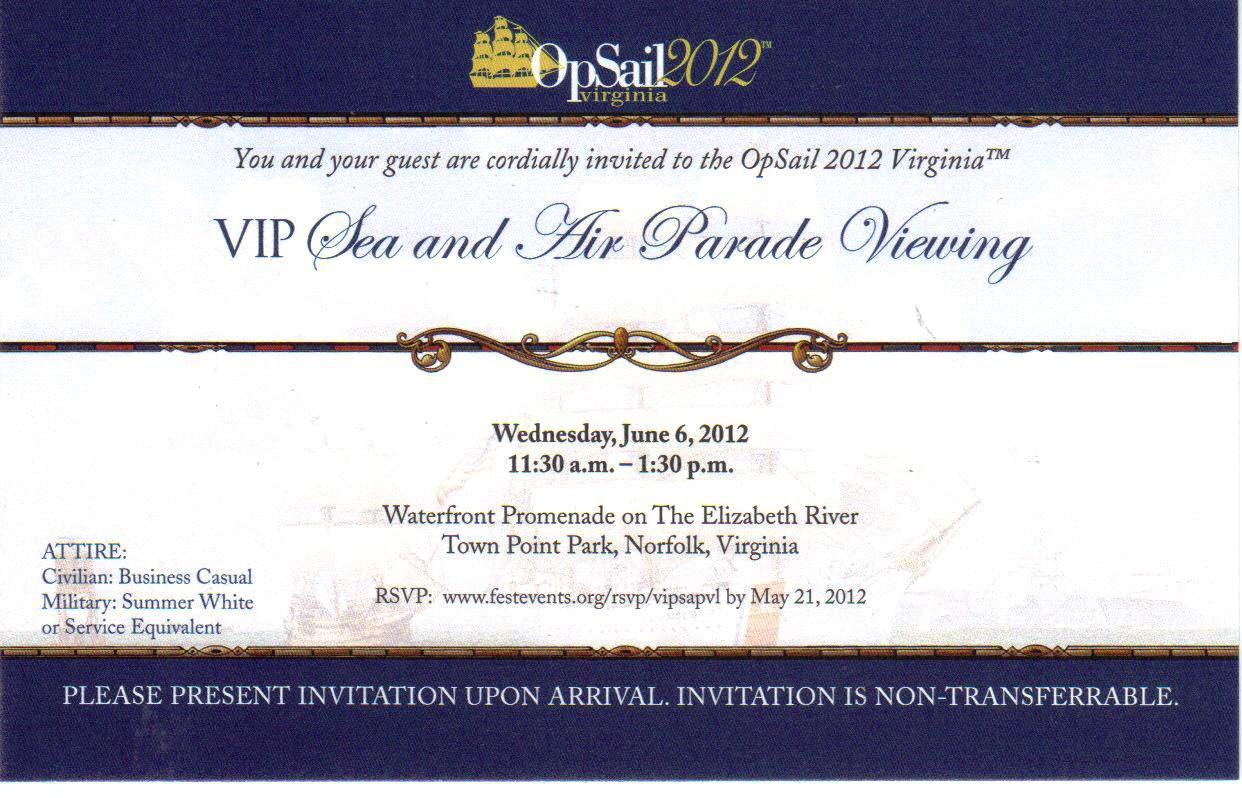 OpSail 2012™
virginia
You and your guest are cordially invited to the OpSail 2012 Virginia™
VIP Sea and Air Parade Viewing
Wednesday, June 6, 2012
11:30 a.m. – 1:30 p.m.
Waterfront Promenade on The Elizabeth River
Town Point Park, Norfolk, Virginia
RSVP: www.festevents.org/rsvp/vipsapvl by May 21, 2012
ATTIRE:
Civilian: Business Casual
Military: Summer White
or Service Equivalent
PLEASE PRESENT INVITATION UPON ARRIVAL. INVITATION IS NON-TRANSFERRABLE.